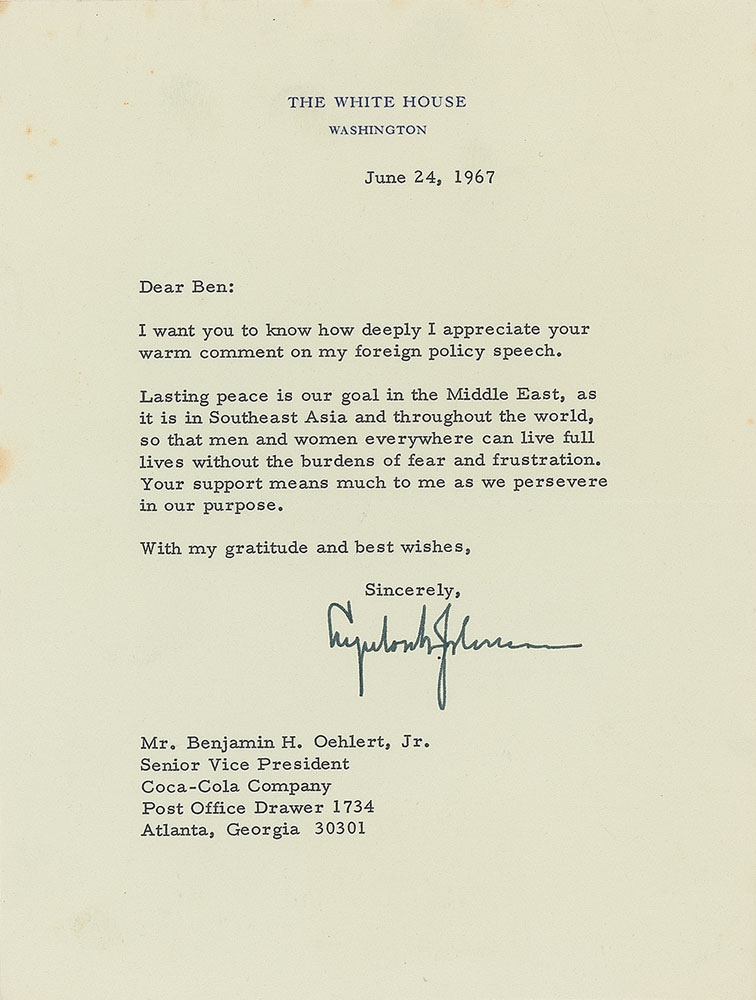 THE WHITE HOUSE
WASHINGTON
June 24, 1967
Dear Ben:
I want you to know how deeply I appreciate your
warm comment on my foreign policy speech.
Lasting peace is our goal in the Middle East, as
it is in Southeast Asia and throughout the world,
so that men and women everywhere can live full
lives without the burdens of fear and frustration.
Your support means much to me as we persevere
in our purpose.
With my gratitude and best wishes,
Sincerely,
Lyndon B. Johnson
Mr. Benjamin H. Oehlert, Jr.
Senior Vice President
Coca-Cola Company
Post Office Drawer 1734
Atlanta, Georgia 30301